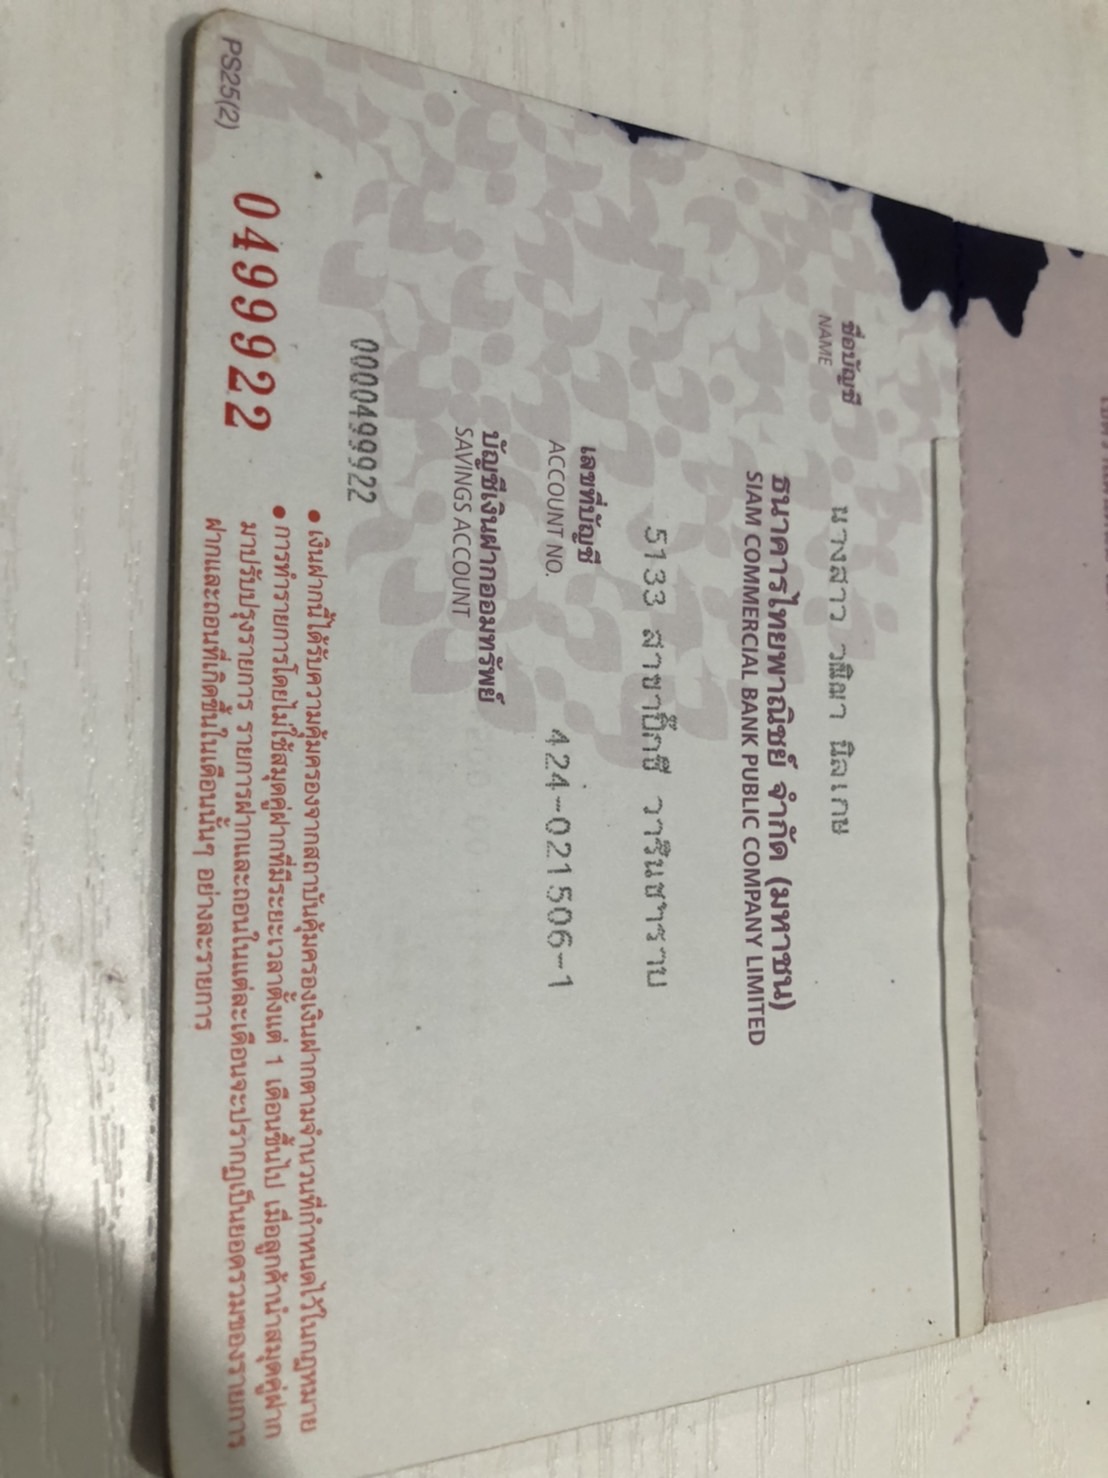 ชื่อบัญชี
NAME
นางสาว วฒิฌา นิลเกษ
ธนาคารไทยพาณิชย์ จำกัด (มหาชน)
SIAM COMMERCIAL BANK PUBLIC COMPANY LIMITED
5133 สาขาบิ๊กซี วารินชำราบ
เลขที่บัญชี
ACCOUNT NO.
424-021506-1
บัญชีเงินฝากออมทรัพย์
SAVINGS ACCOUNT
0000499922
0499922
PS25(2)
• เงินฝากนี้ได้รับความคุ้มครองจากสถาบันคุ้มครองเงินฝากตามจำนวนที่กำหนดไว้ในกฎหมาย
• การทำรายการโดยไม่ใช้สมุดคู่ฝากที่มีระยะเวลาตั้งแต่ 1 เดือนขึ้นไป เมื่อลูกค้านำสมุดคู่ฝาก
มาปรับปรุงรายการ รายการฝากและถอนในแต่ละเดือนจะปรากฏเป็นยอดรวมของรายการ
ฝากและถอนที่เกิดขึ้นในเดือนนั้นๆ อย่างละรายการ